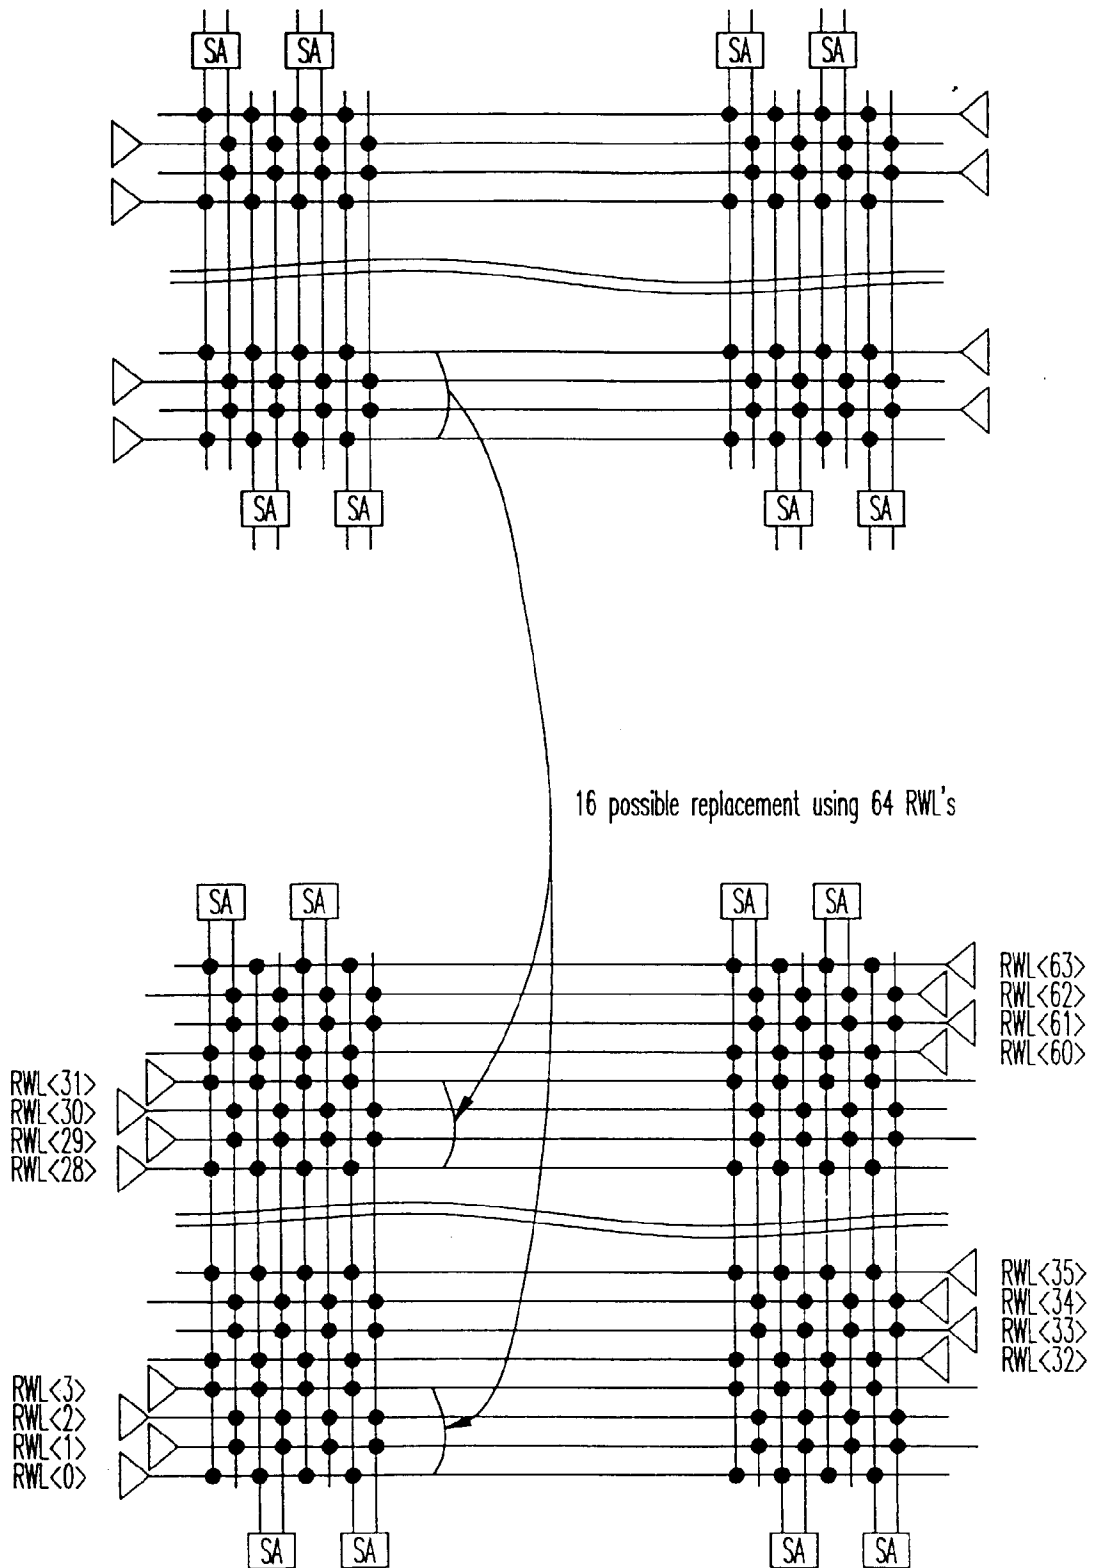 SA SA SA SA
SA SA SA SA
16 possible replacement using 64 RWL's
SA SA SA SA
RWL<63>
RWL<62>
RWL<61>
RWL<60>
RWL<31>
RWL<30>
RWL<29>
RWL<28>
RWL<35>
RWL<34>
RWL<33>
RWL<32>
RWL<3>
RWL<2>
RWL<1>
RWL<0>
SA SA SA SA